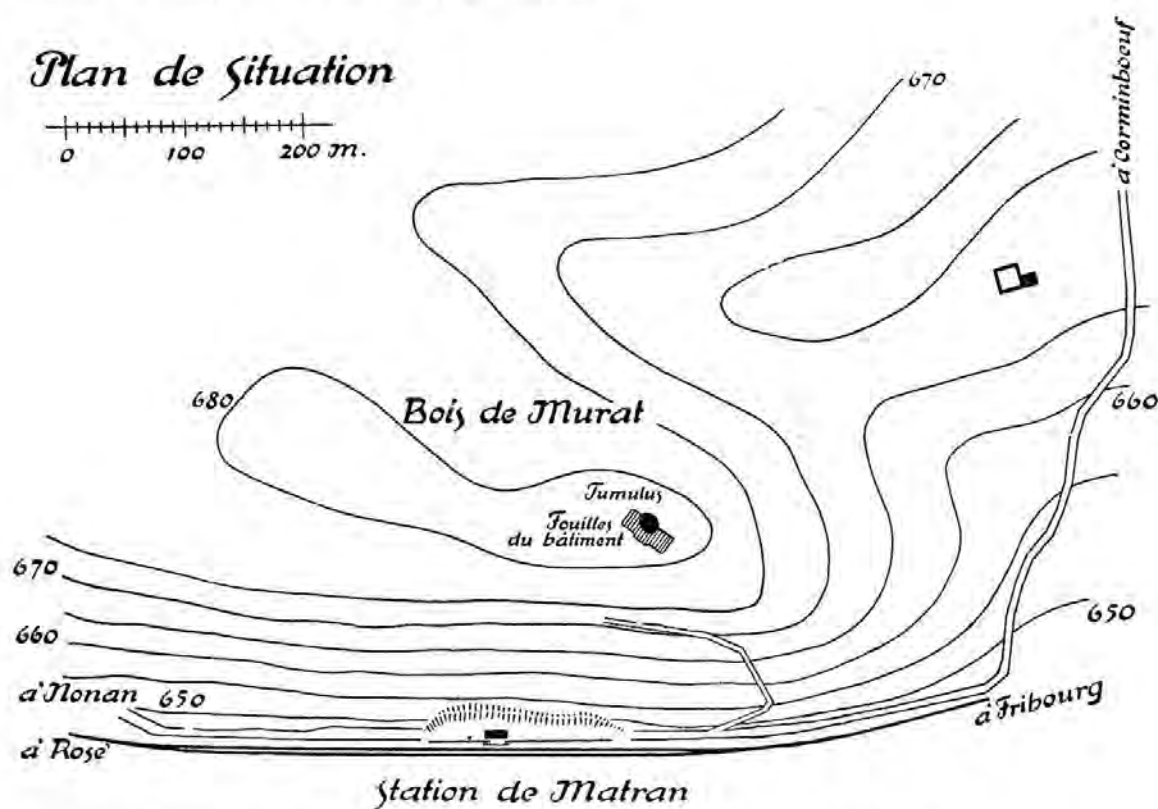 Plan de Situation
0 100 200 m.
670
à Corminboeuf
680
Bois de Murat
660
Tumulus
Fouilles
du bâtiment
670
660
650
à Nonan 650
à Fribourg
à Rosé
Station de Matran